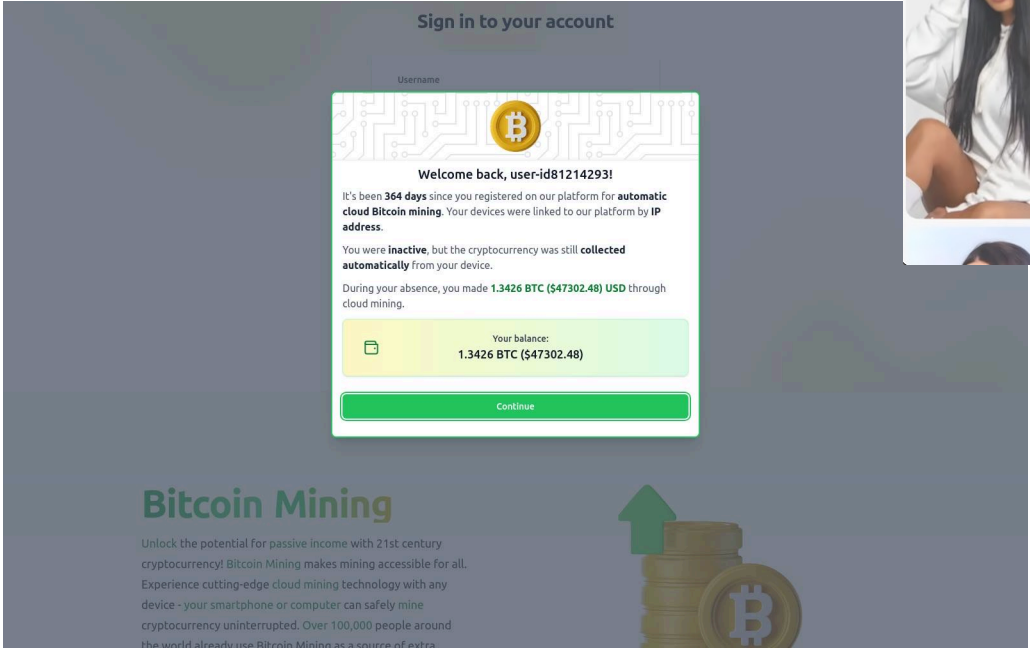 Sign in to your account
Username
Welcome back, user-id81214293!
It's been 364 days since you registered on our platform for automatic
cloud Bitcoin mining. Your devices were linked to our platform by IP
address.
You were inactive, but the cryptocurrency was still collected
automatically from your device.
During your absence, you made 1.3426 BTC ($47302.48) USD through
cloud mining.
Your balance:
1.3426 BTC ($47302.48)
Continue
Bitcoin Mining
Unlock the potential for passive income with 21st century
cryptocurrency! Bitcoin Mining makes mining accessible for all.
Experience cutting-edge cloud mining technology with any
device - your smartphone or computer can safely mine
cryptocurrency uninterrupted. Over 100,000 people around
the world already use Bitcoin Mining as a source of extra